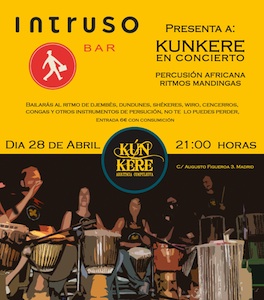 INTRUSO
BAR
PRESENTA A:
KUNKERE
EN CONCIERTO
PERCUSIÓN AFRICANA
RITMOS MANDINGAS
BAILARÁS AL RITMO DE DJEMBÉS, DUNDUNES, SHÉKERES, WIRO, CENCERROS,
CONGAS Y OTROS INSTRUMENTOS DE PERSUCIÓN, NO TE LO PUEDES PERDER,
ENTRADA 6€ CON CONSUMICIÓN
DIA 28 DE ABRIL
KÚN
KERE
21:00 HORAS
C/ AUGUSTO FIGUEROA 3. MADRID